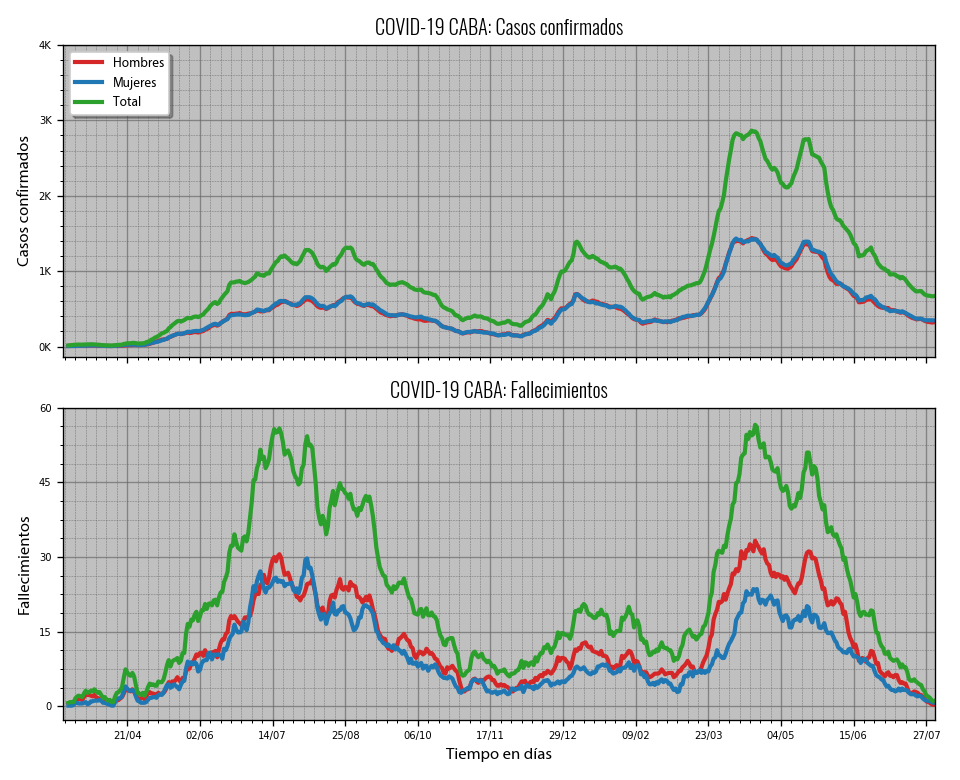 COVID-19 CABA: Casos confirmados
4K
3K
2K
1K
0K
Casos confirmados
Hombres
Mujeres
Total
COVID-19 CABA: Fallecimientos
60
45
30
15
0
Fallecimientos
21/04 02/06 14/07 25/08 06/10 17/11 29/12 09/02 23/03 04/05 15/06 27/07
Tiempo en días